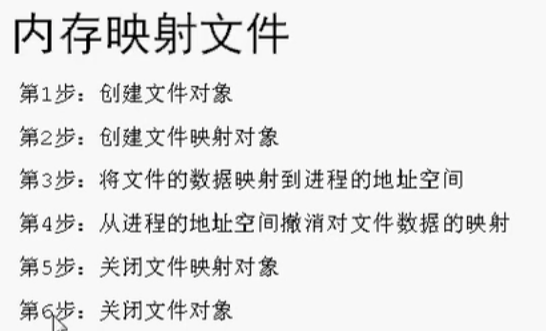 内存映射文件
第1步：创建文件对象
第2步：创建文件映射对象
第3步：将文件的数据映射到进程的地址空间
第4步：从进程的地址空间撤消对文件数据的映射
第5步：关闭文件映射对象
第6步：关闭文件对象